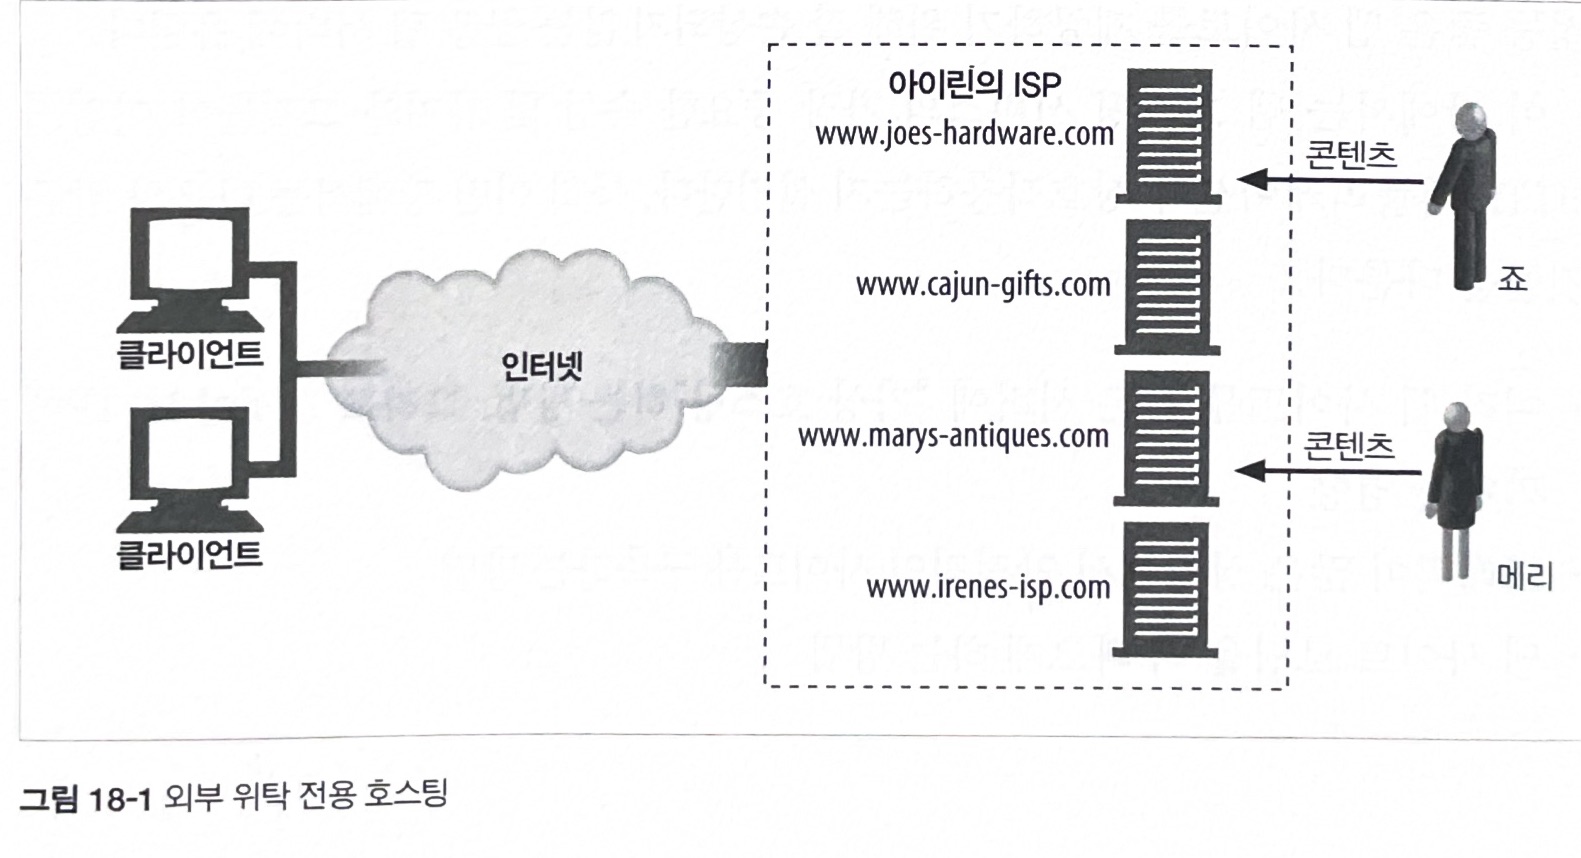 아이린의 ISP
www.joes-hardware.com
콘텐츠
죠
www.cajun-gifts.com
클라이언트
인터넷
www.marys-antiques.com
콘텐츠
클라이언트
www.irenes-isp.com
메리
그림 18-1 외부 위탁 전용 호스팅